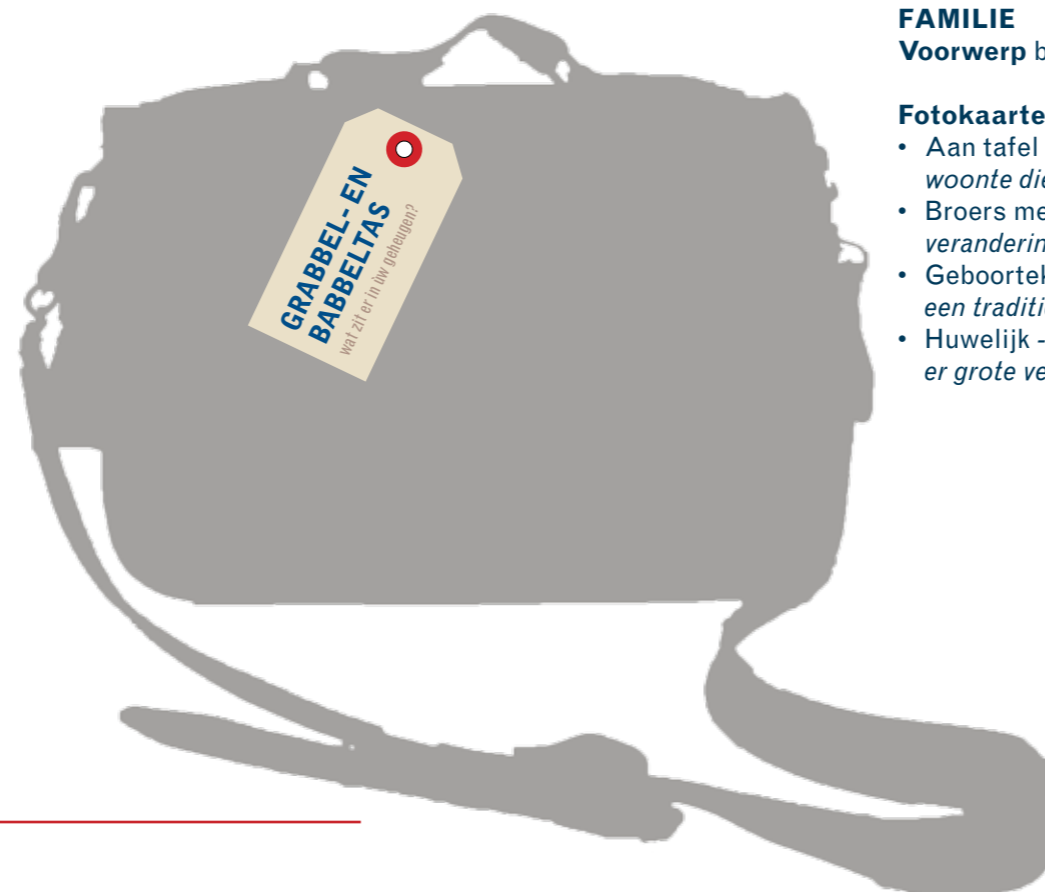 GRABBEL- EN
BABBELTAS
wat zit er in ùw geheugen?
FAMILIE
Voorwerp b
Fotokaarte
• Aan tafel
woonte die
• Broers me
veranderin
• Geboortek
een traditi
• Huwelijk -
er grote ve